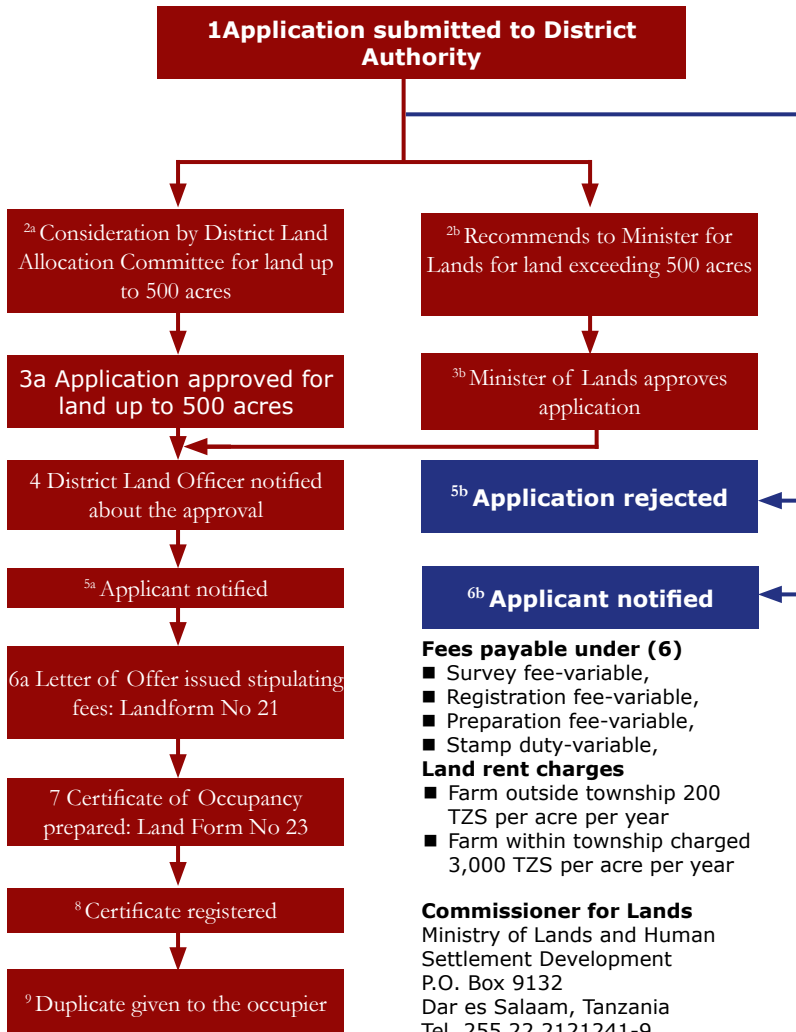 1Application submitted to District
Authority
2a Consideration by District Land
Allocation Committee for land up
to 500 acres
2b Recommends to Minister for
Lands for land exceeding 500 acres
3a Application approved for
land up to 500 acres
3b Minister of Lands approves
application
4 District Land Officer notified
about the approval
5a Applicant notified
6a Letter of Offer issued stipulating
fees: Landform No 21
7 Certificate of Occupancy
prepared: Land Form No 23
8 Certificate registered
9 Duplicate given to the occupier
5b Application rejected
6b Applicant notified
Fees payable under (6)
■ Survey fee-variable,
■ Registration fee-variable,
■ Preparation fee-variable,
■ Stamp duty-variable,
Land rent charges
■ Farm outside township 200
TZS per acre per year
■ Farm within township charged
3,000 TZS per acre per year
Commissioner for Lands
Ministry of Lands and Human
Settlement Development
P.O. Box 9132
Dar es Salaam, Tanzania
Tel. 255 22 2121241-9